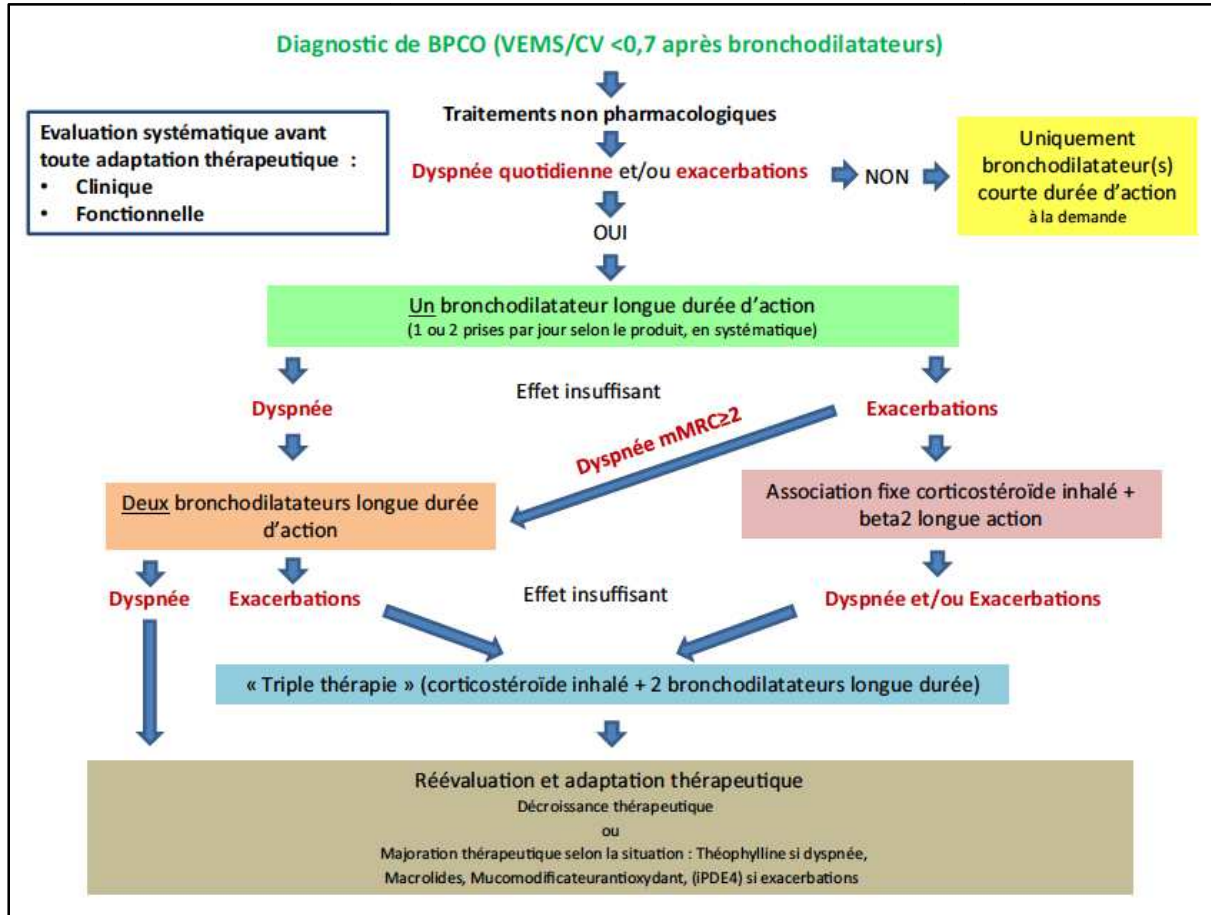 Diagnostic de BPCO (VEMS/CV <0,7 après bronchodilatateurs)
Traitements non pharmacologiques
Evaluation systématique avant
toute adaptation thérapeutique :
• Clinique
• Fonctionnelle
Dyspnée quotidienne et/ou exacerbations
NON
Uniquement
bronchodilatateur(s)
courte durée d'action
à la demande
OUI
Un bronchodilatateur longue durée d'action
(1 ou 2 prises par jour selon le produit, en systématique)
Effet insuffisant
Dyspnée
Exacerbations
Dyspnée mMRC≥2
Deux bronchodilatateurs longue durée
d'action
Association fixe corticostéroïde inhalé +
beta2 longue action
Dyspnée
Exacerbations
Effet insuffisant
Dyspnée et/ou Exacerbations
« Triple thérapie » (corticostéroïde inhalé + 2 bronchodilatateurs longue durée)
Réévaluation et adaptation thérapeutique
Décroissance thérapeutique
ou
Majoration thérapeutique selon la situation : Théophylline si dyspnée,
Macrolides, Mucomodificateurantioxydant, (iPDE4) si exacerbations